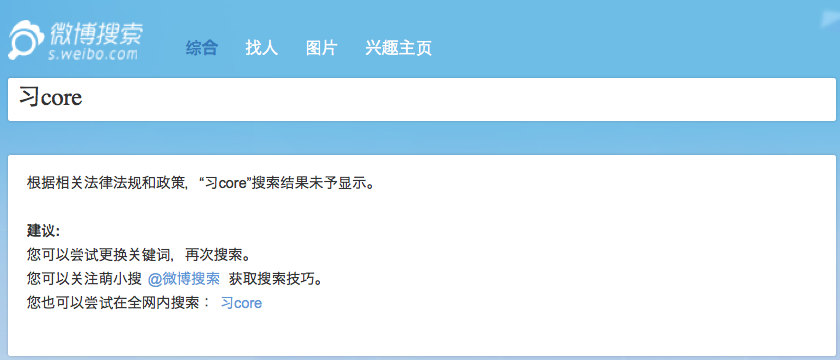 微博搜索
s.weibo.com
综合 找人 图片 兴趣主页
习core
根据相关法律法规和政策，“习core”搜索结果未予显示。
建议：
您可以尝试更换关键词，再次搜索。
您可以关注萌小搜 @微博搜索 获取搜索技巧。
您也可以尝试在全网内搜索： 习core